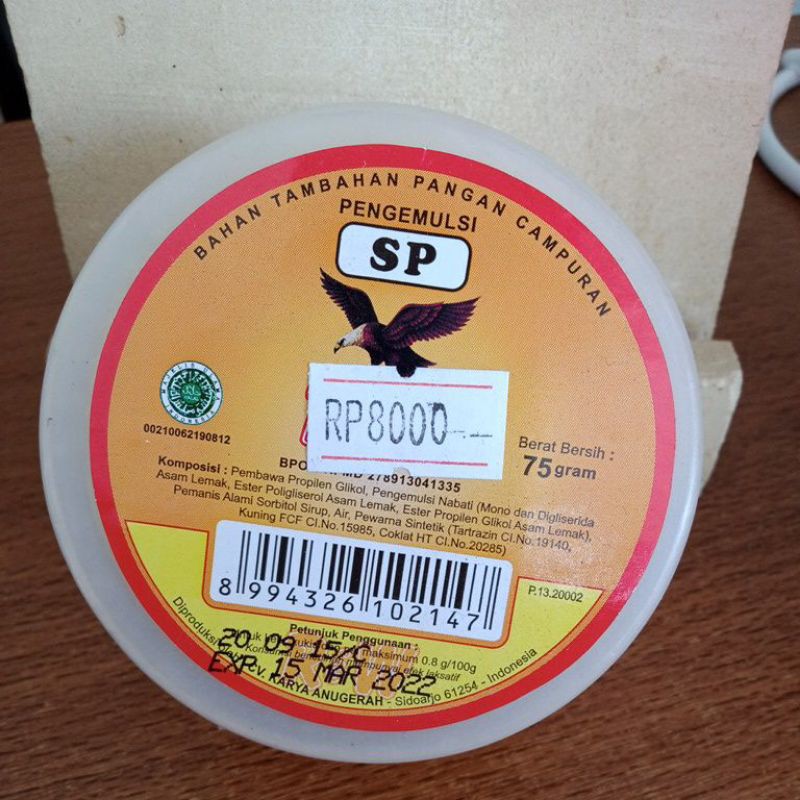 BAHAN TAMBAHAN PANGAN CAMPURAN
PENGEMULSI
SP
00210062190812
RP8000.-
Berat Bersih :
75 gram
MD 278913041335
Komposisi : Pembawa Propilen Glikol, Pengemulsi Nabati (Mono dan Digliserida
Asam Lemak, Ester Poligliserol Asam Lemak, Ester Propilen Glikol Asam Lemak),
Pemanis Alami Sorbitol Sirup, Air, Pewarna Sintetik (Tartrazin CI.No.19140,
Kuning FCF CI.No.15985, Coklat HT CI.No.20285)
8 994326 102147
P.13.20002
Petunjuk Penggunaan :
maksimum 0.8 g/100g
mempunyai efek laksatif
20 09 15/C
EXP 15 MAR 2022
Diproduksi
CV. KARYA ANUGERAH - Sidoarjo 61254 - Indonesia